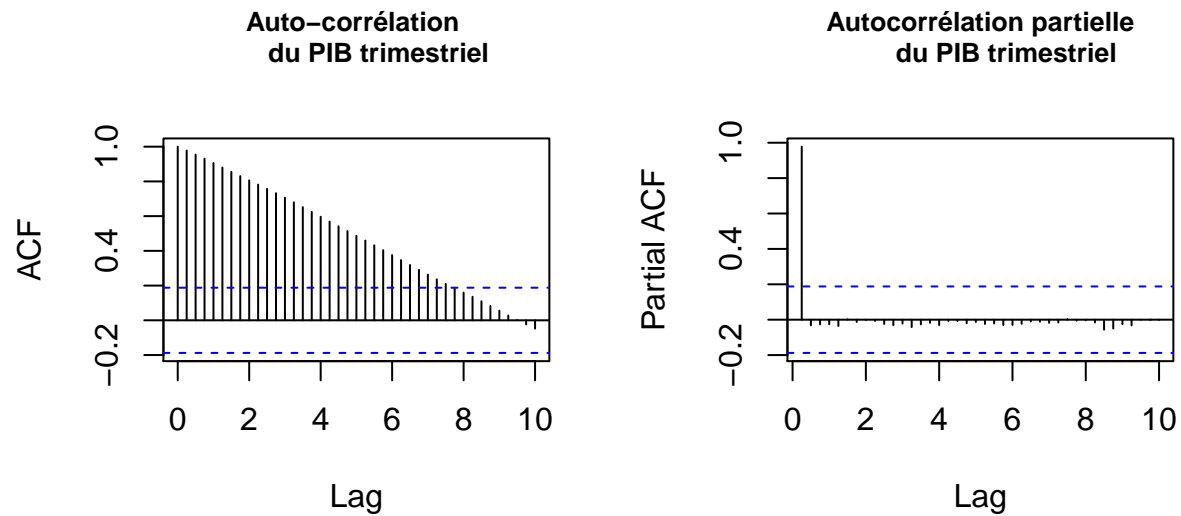 Auto−corrélation
du PIB trimestriel
ACF
1.0
0.4
−0.2
0 2 4 6 8 10
Lag
Autocorrélation partielle
du PIB trimestriel
Partial ACF
1.0
0.4
−0.2
0 2 4 6 8 10
Lag